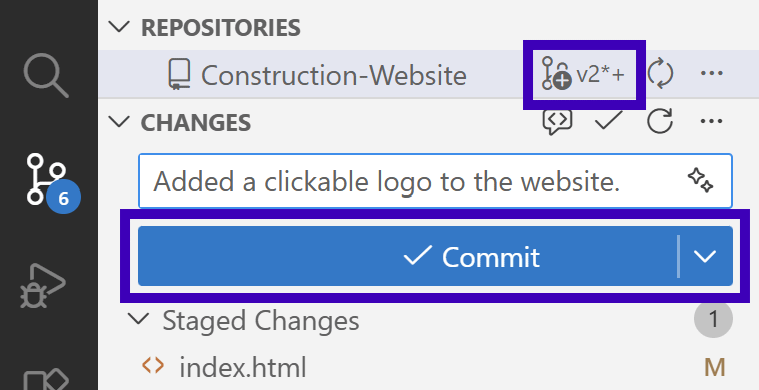 REPOSITORIES
Construction-Website v2*+
CHANGES
Added a clickable logo to the website.
6
Commit
Staged Changes 1
index.html M